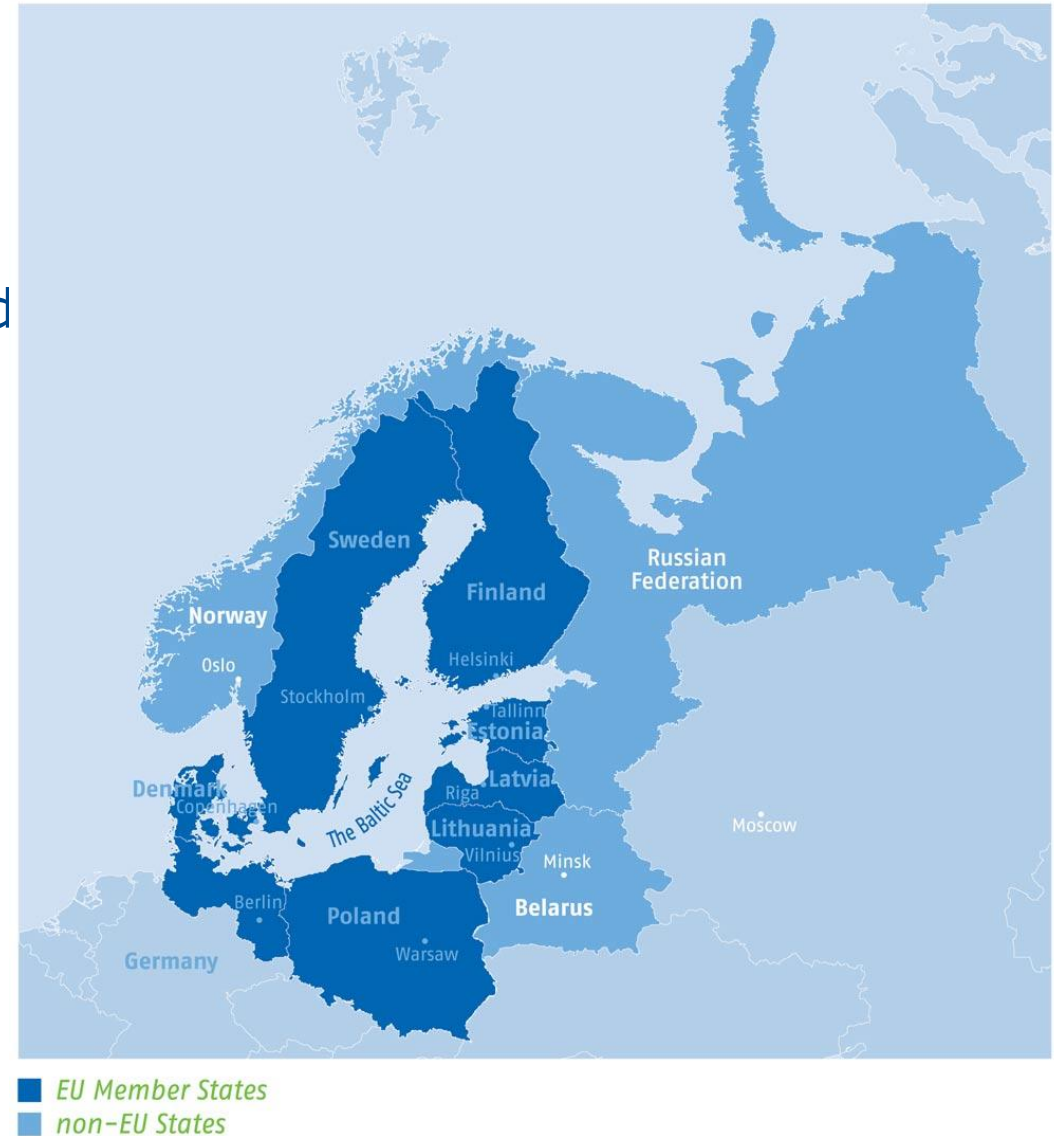 d
Sweden
Russian
Federation
Finland
Norway
Oslo
Helsinki
Stockholm
Tallinn
Estonia
Denmark
Copenhagen
Latvia
Riga
The Baltic Sea
Lithuania
Moscow
Vilnius
Minsk
Berlin
Poland
Belarus
Warsaw
Germany
EU Member States
non-EU States